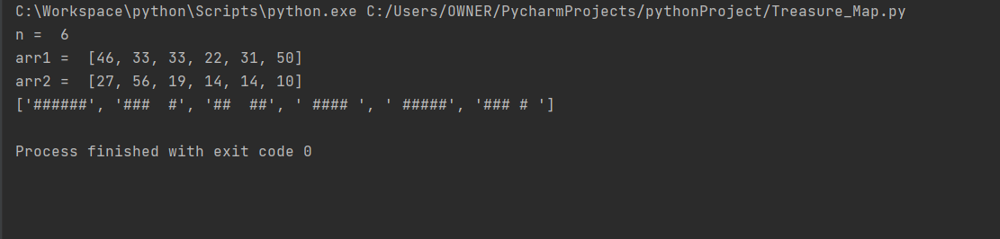 C:\Workspace\python\Scripts\python.exe C:/Users/OWNER/PycharmProjects/pythonProject/Treasure_Map.py
n =  6
arr1 =  [46, 33, 33, 22, 31, 50]
arr2 =  [27, 56, 19, 14, 14, 10]
['######', '###  #', '##  ##', ' #### ', ' #####', '### # ']
Process finished with exit code 0